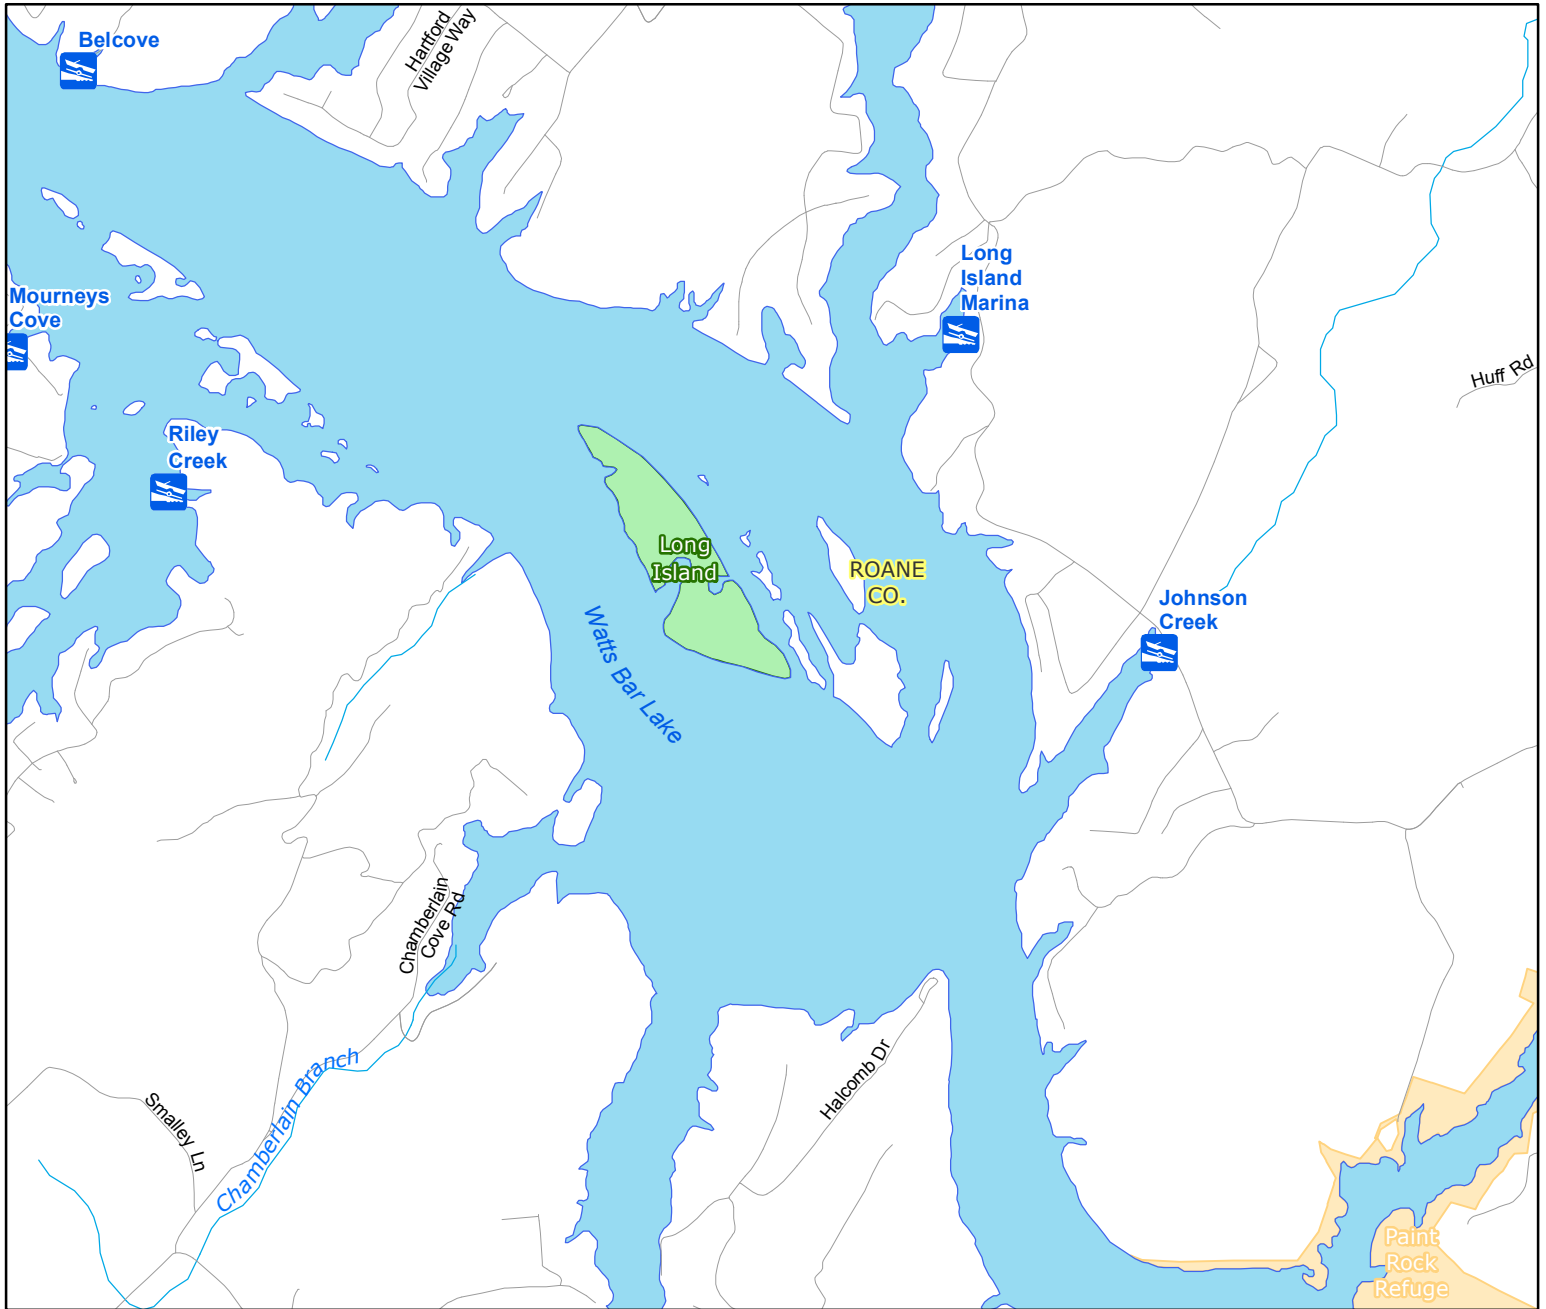 Belcove
Hartford
Village Way
Long
Island
Marina
Mourneys
Cove
Huff Rd
Riley
Creek
Long
Island
ROANE
CO.
Johnson
Creek
Watts Bar Lake
Chamberlain
Cove Rd
Halcomb Dr
Chamberlain Branch
Smalley Ln
Paint
Rock
Refuge